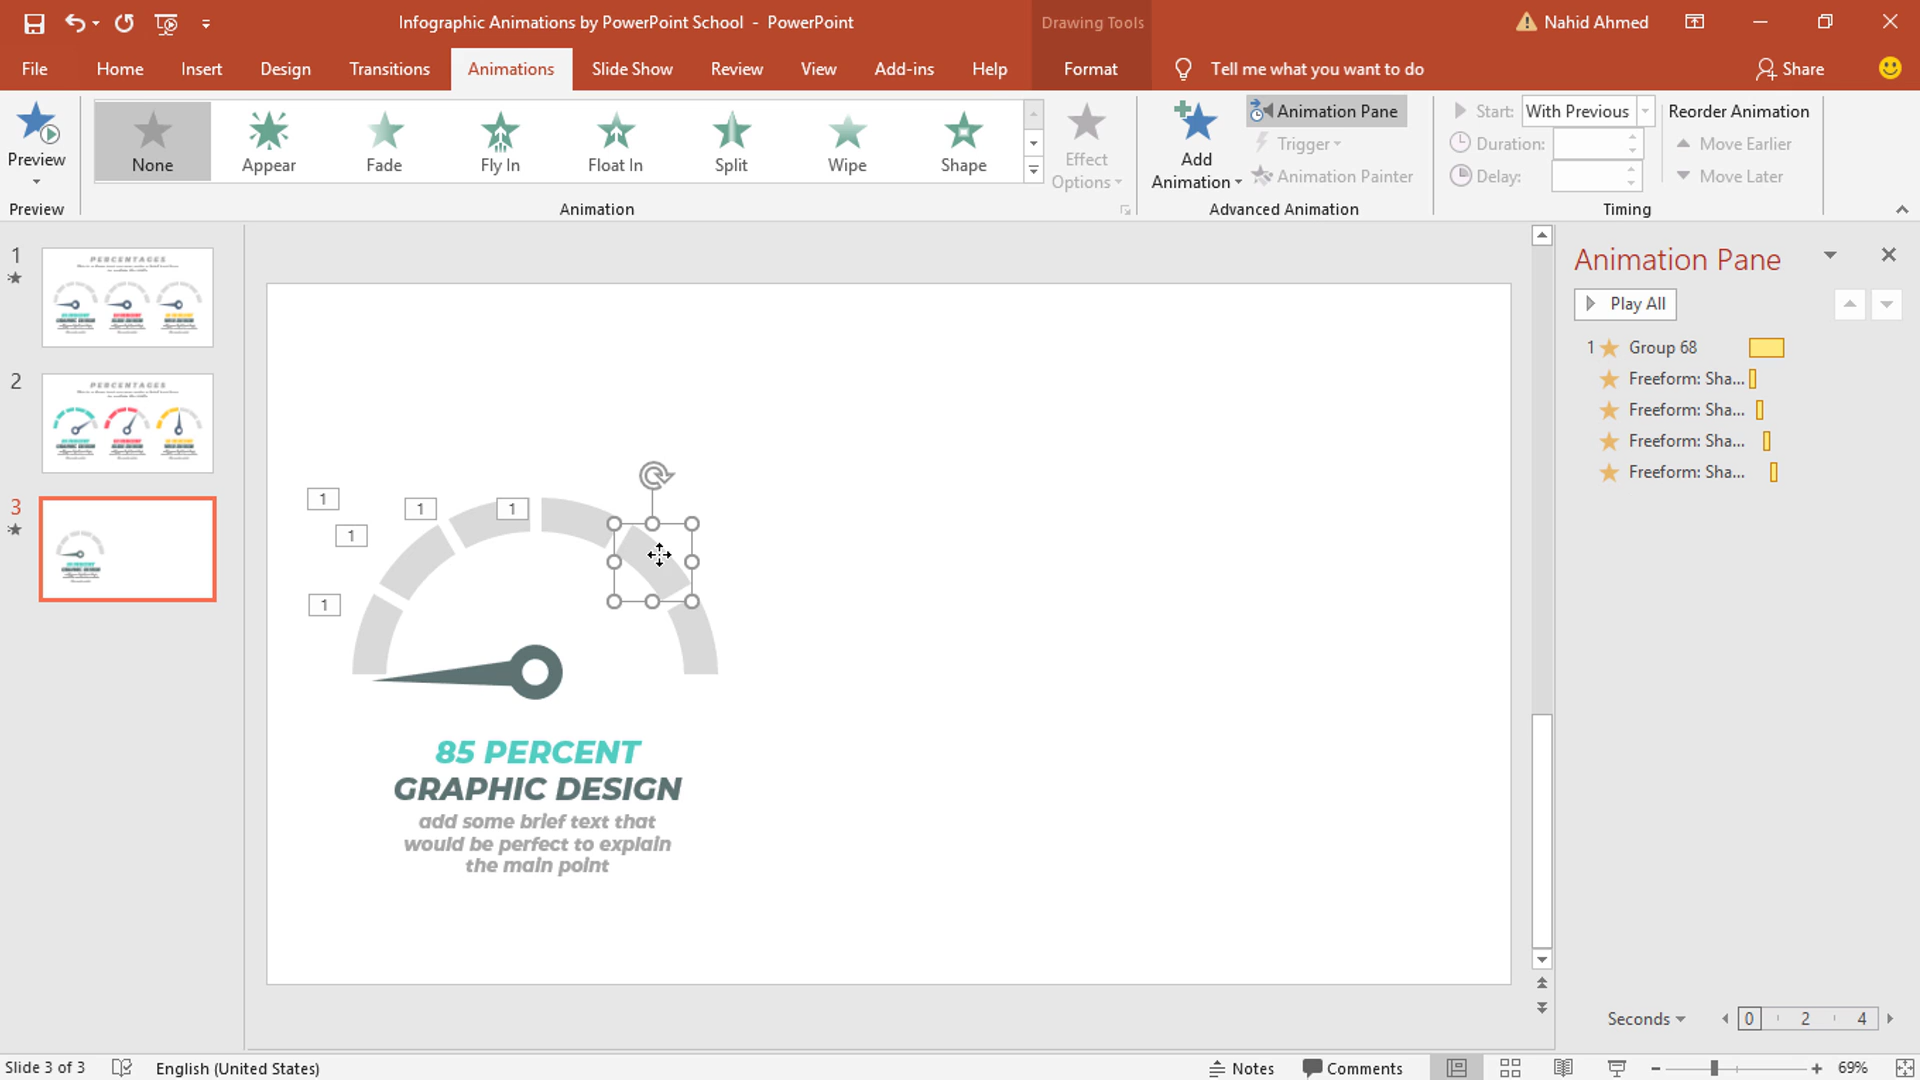 Infographic Animations by PowerPoint School - PowerPoint
Drawing Tools
Nahid Ahmed
File
Home
Insert
Design
Transitions
Animations
Slide Show
Review
View
Add-ins
Help
Format
Tell me what you want to do
Share
Preview
None
Appear
Fade
Fly In
Float In
Split
Wipe
Shape
Effect
Options
Add
Animation
Animation Pane
Trigger
Animation Painter
Start:
With Previous
Duration:
Delay:
Reorder Animation
Move Earlier
Move Later
Preview
Animation
Advanced Animation
Timing
1
PERCENTAGES
2
PERCENTAGES
3
1
1
1
1
1
85 PERCENT
GRAPHIC DESIGN
add some brief text that
would be perfect to explain
the main point
Animation Pane
Play All
1 Group 68
Freeform: Sha...
Freeform: Sha...
Freeform: Sha...
Freeform: Sha...
Seconds
0
2
4
Slide 3 of 3
English (United States)
Notes
Comments
69%